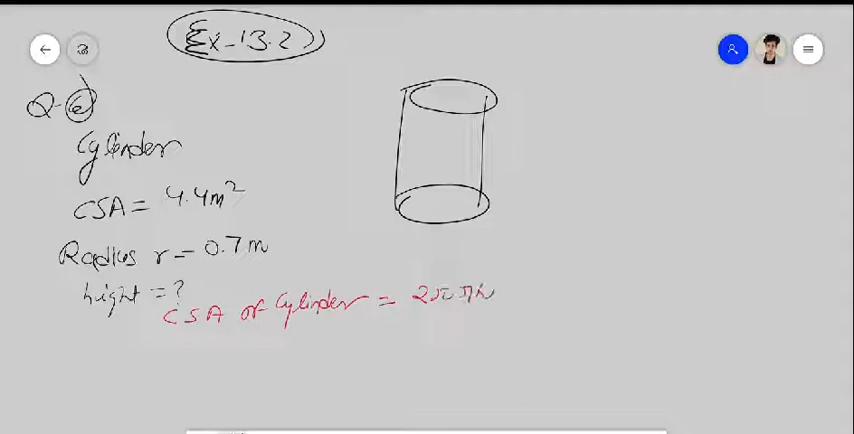 Ex-13.2
Q-6
Cylinder
CSA = 4.4m²
Radius r = 0.7m
height = ?
CSA of Cylinder = 2πrh